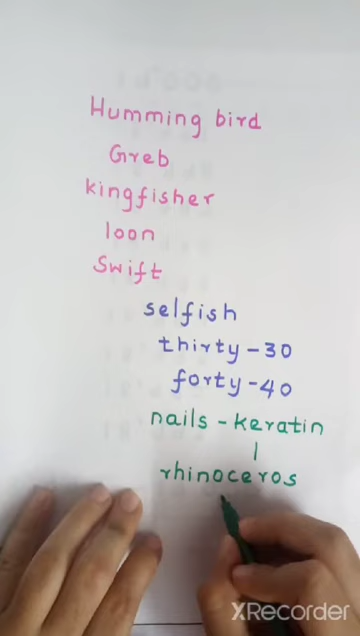 Humming bird
Greb
kingfisher
loon
Swift
selfish
thirty - 30
forty - 40
nails - keratin
rhinoceros
XRecorder